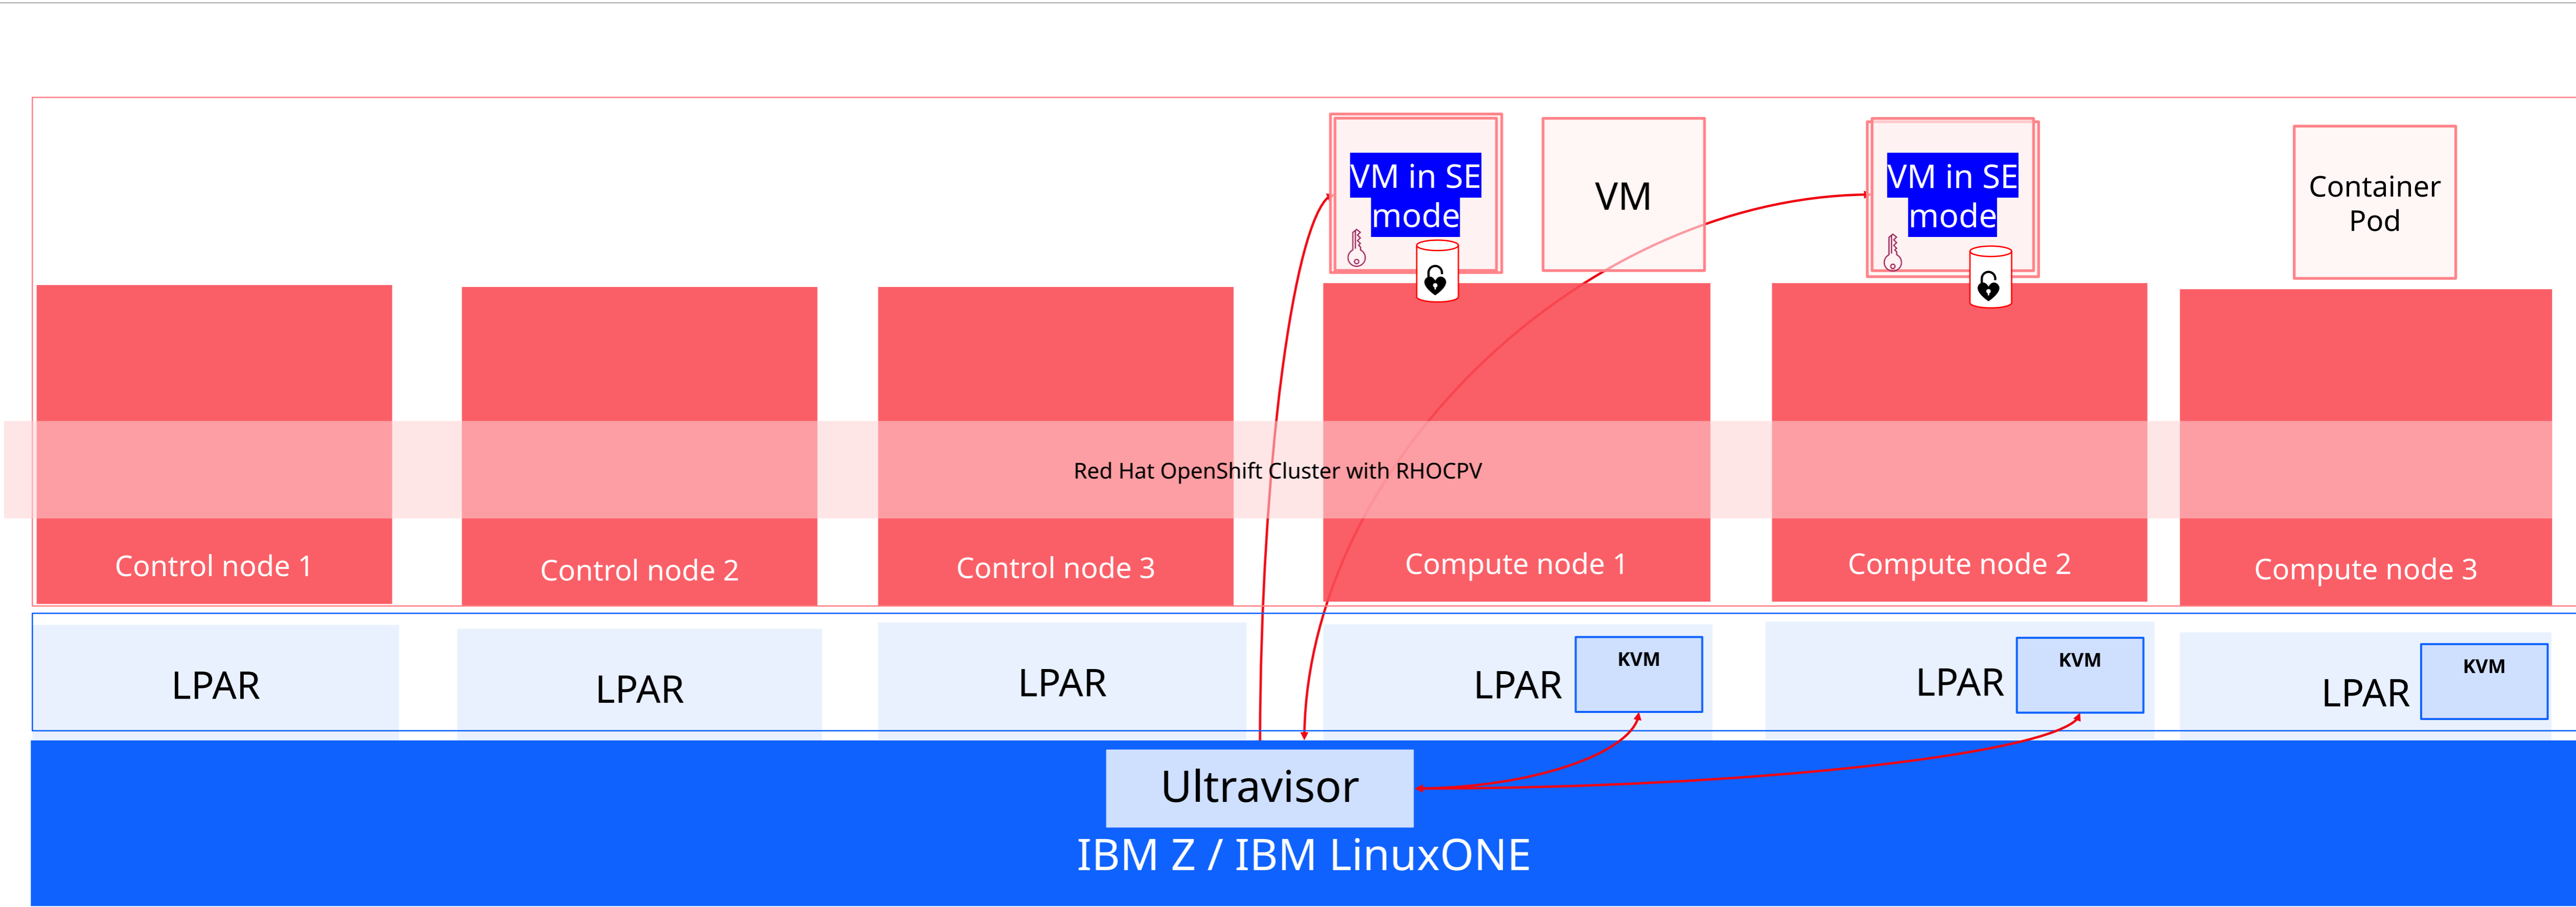 VM in SE
mode
VM
VM in SE
mode
Container
Pod
Red Hat OpenShift Cluster with RHOCPV
Control node 1
Control node 2
Control node 3
Compute node 1
Compute node 2
Compute node 3
LPAR
LPAR
LPAR
LPAR
KVM
LPAR
KVM
LPAR
KVM
Ultravisor
IBM Z / IBM LinuxONE